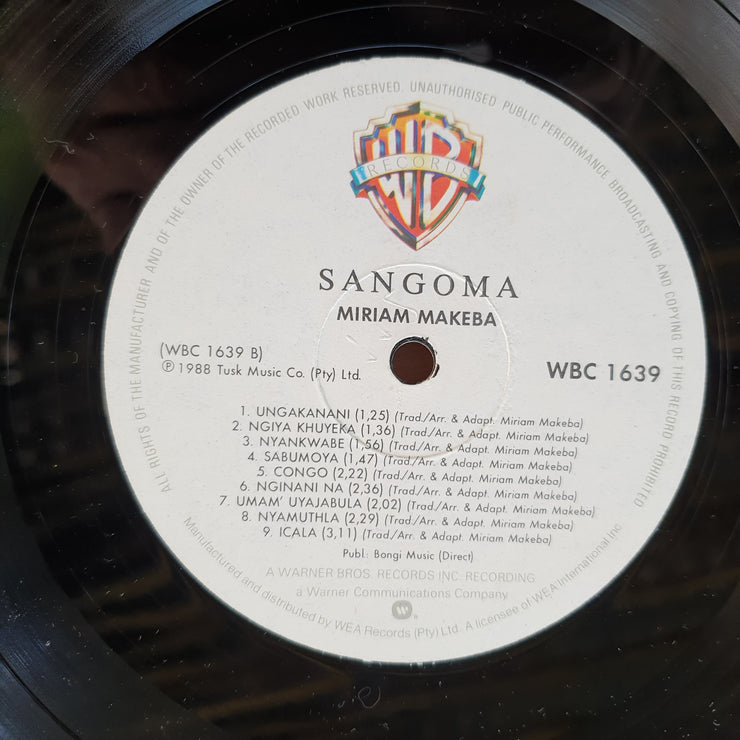 ALL RIGHTS OF THE MANUFACTURER AND OF THE OWNER OF THE RECORDED WORK RESERVED. UNAUTHORISED PUBLIC PERFORMANCE BROADCASTING AND COPYING OF THIS RECORD PROHIBITED
WB
RECORDS
SANGOMA
MIRIAM MAKEBA
(WBC 1639 B)
℗ 1988 Tusk Music Co. (Pty) Ltd.
WBC 1639
1. UNGAKANANI (1,25) (Trad./Arr. & Adapt. Miriam Makeba)
2. NGIYA KHUYEKA (1,36) (Trad./Arr. & Adapt. Miriam Makeba)
3. NYANKWABE (1,56) (Trad./Arr. & Adapt. Miriam Makeba)
4. SABUMOYA (1,47) (Trad./Arr. & Adapt. Miriam Makeba)
5. CONGO (2,22) (Trad./Arr. & Adapt. Miriam Makeba)
6. NGINANI NA (2,36) (Trad./Arr. & Adapt. Miriam Makeba)
7. UMAM' UYAJABULA (2,02) (Trad./Arr. & Adapt. Miriam Makeba)
8. NYAMUTHLA (2,29) (Trad./Arr. & Adapt. Miriam Makeba)
9. ICALA (3,11) (Trad./Arr. & Adapt. Miriam Makeba)
Publ: Bongi Music (Direct)
A WARNER BROS. RECORDS INC. RECORDING
a Warner Communications Company
Manufactured and distributed by WEA Records (Pty) Ltd. A licensee of WEA International Inc